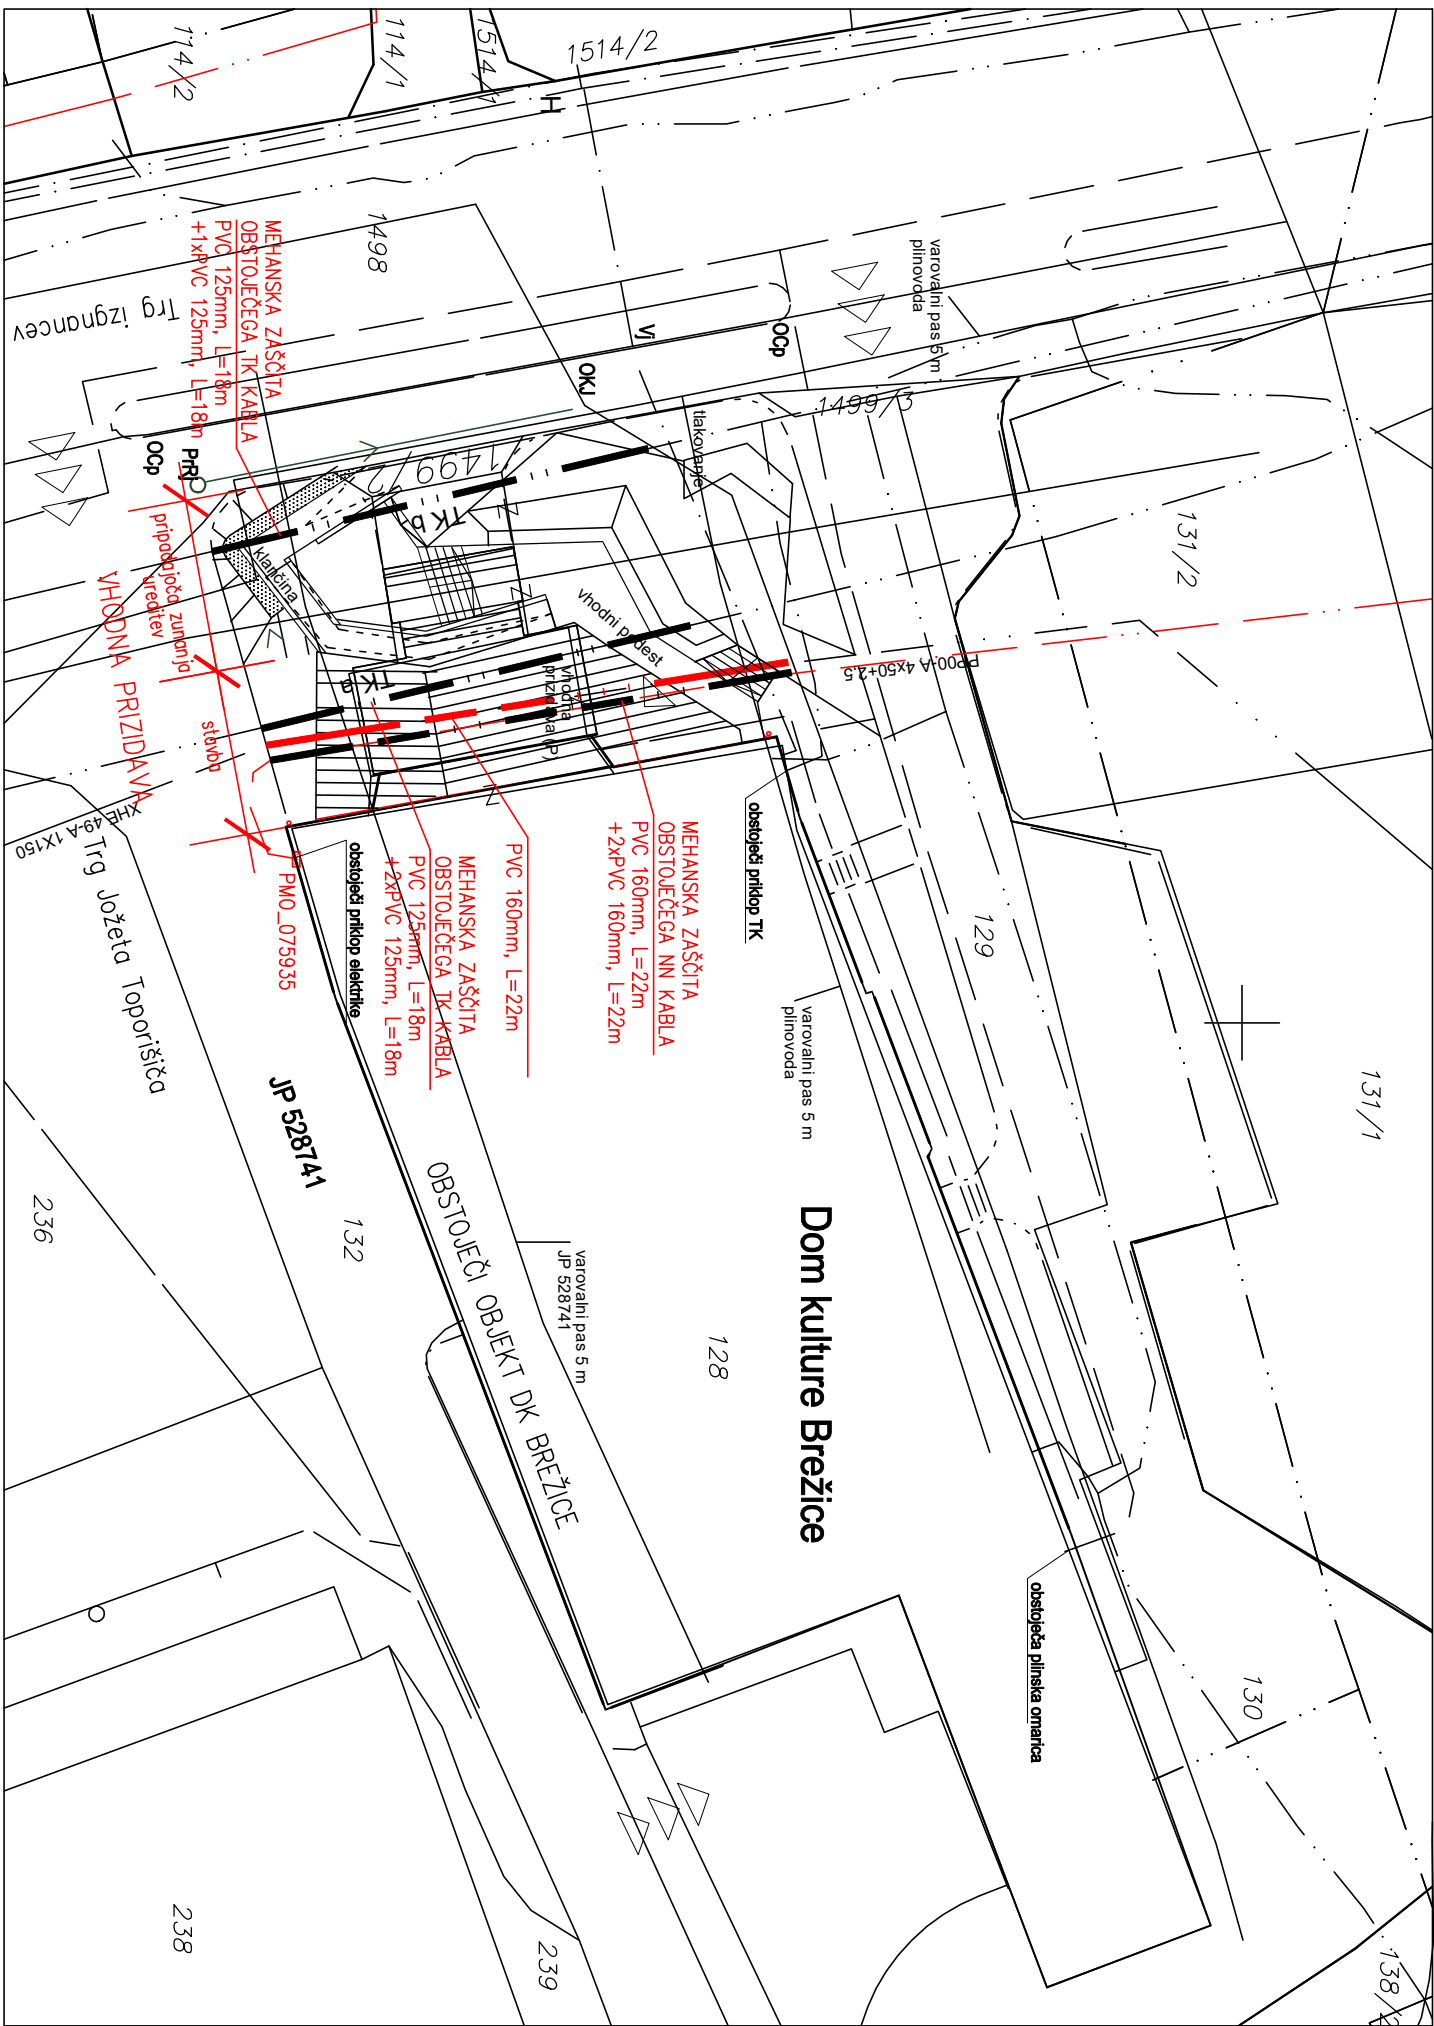 114/2
114/1
1514/1
1514/2
H
1498
Trg izgnancev
MEHANSKA ZAŠČITA
OBSTOJEČEGA TK KABLA
PVC 125mm, L=18m
+1xPVC 125mm, L=18m
varovalni pas 5 m
plinovoda
OCp
Vj
OKJ
1499/3
tlakovanje
1499/2
PrRj
OCp
TK b
klančina
pripadajoča zunanja
ureditev
VHODNA PRIZIDAVA
stavba
vhodni podest
vhodna
prizidava (P)
TK a
PP00-A 4x50+2.5
XHE 49-A 1X150
Trg Jožeta Toporišiča
131/2
131/1
129
obstoječi priklop TK
MEHANSKA ZAŠČITA
OBSTOJEČEGA NN KABLA
PVC 160mm, L=22m
+2xPVC 160mm, L=22m
PVC 160mm, L=22m
MEHANSKA ZAŠČITA
OBSTOJEČEGA TK KABLA
PVC 125mm, L=18m
+2xPVC 125mm, L=18m
obstoječi priklop elektrike
PMO_075935
varovalni pas 5 m
plinovoda
JP 528741
OBSTOJEČI OBJEKT DK BREŽICE
varovalni pas 5 m
JP 528741
Dom kulture Brežice
128
132
236
obstoječa plinska omarica
130
238
239
138/2